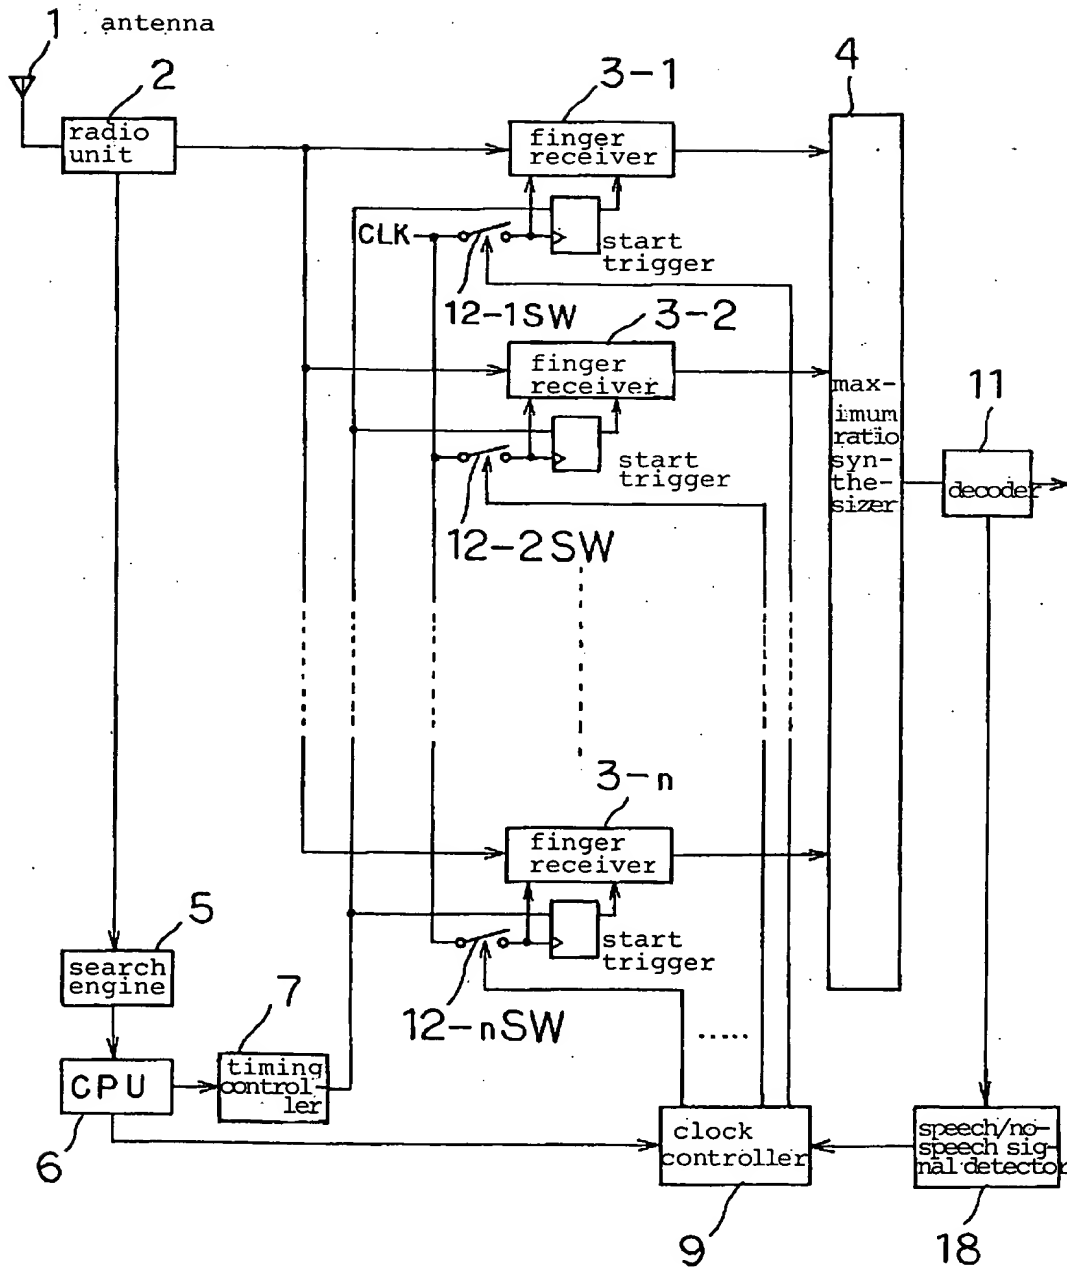 1 antenna
2
radio
unit
3-1
finger
receiver
4
CLK
start
trigger
12-1SW
3-2
finger
receiver
start
trigger
12-2SW
max-
imum
ratio
syn-
the-
sizer
11
decoder
3-n
finger
receiver
start
trigger
12-nSW
5
search
engine
7
timing
control
ler
CPU
6
clock
controller
9
speech/no-
speech sig-
nal detector
18